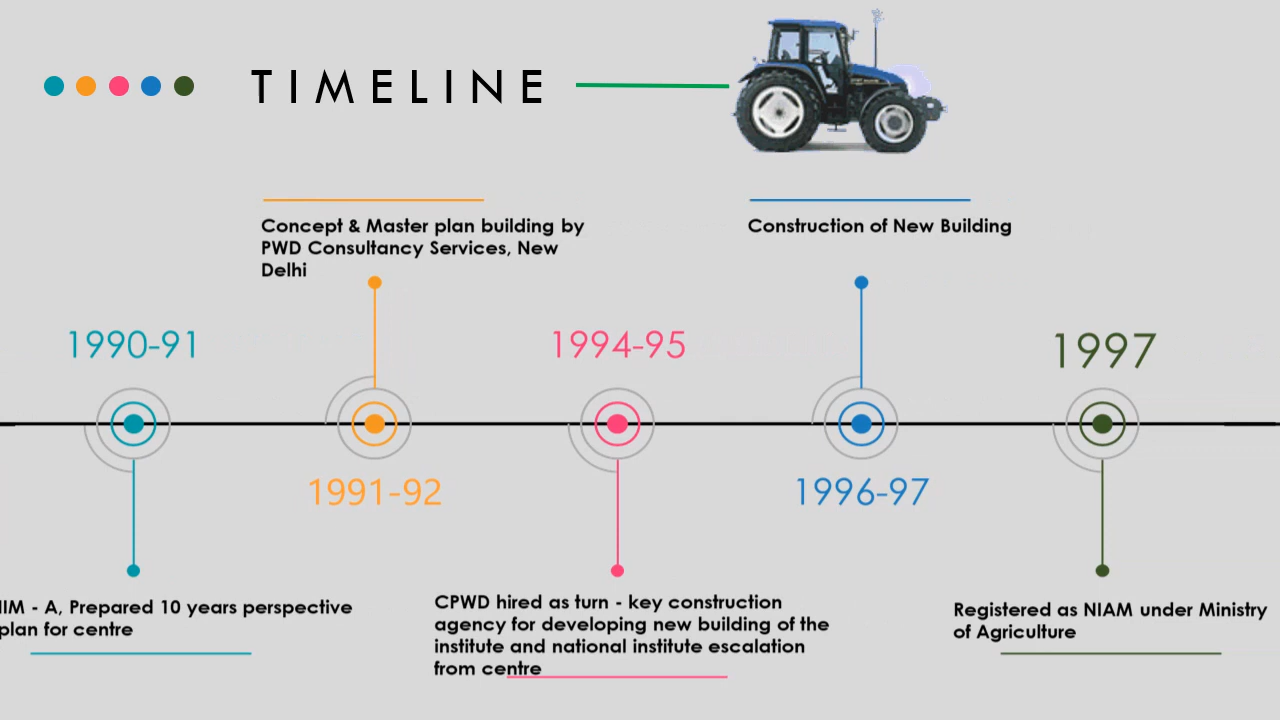 TIMELINE
Concept & Master plan building by
PWD Consultancy Services, New
Delhi
Construction of New Building
1990-91
1994-95
1997
1991-92
1996-97
IIM - A, Prepared 10 years perspective
plan for centre
CPWD hired as turn - key construction
agency for developing new building of the
institute and national institute escalation
from centre
Registered as NIAM under Ministry
of Agriculture